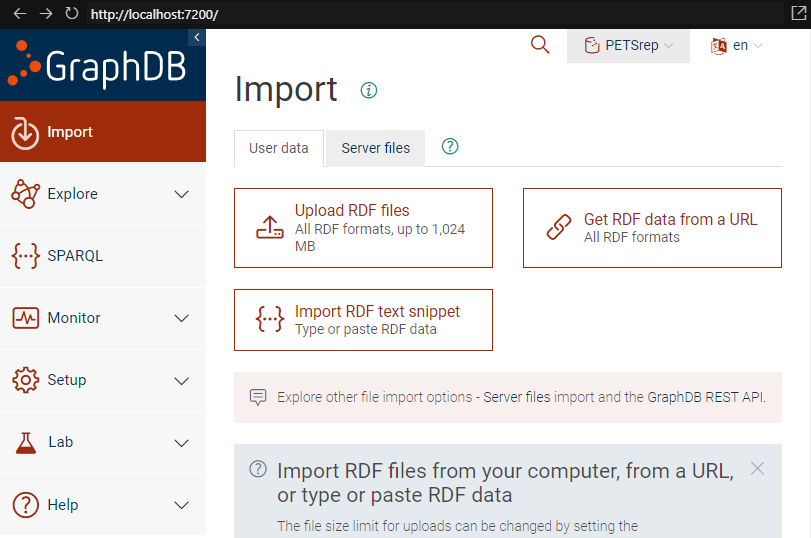 http://localhost:7200/
GraphDB
PETSrep
en
Import
Import
User data
Server files
Explore
SPARQL
Monitor
Setup
Lab
Help
Upload RDF files
All RDF formats, up to 1,024
MB
Get RDF data from a URL
All RDF formats
Import RDF text snippet
Type or paste RDF data
Explore other file import options - Server files import and the GraphDB REST API.
Import RDF files from your computer, from a URL,
or type or paste RDF data
The file size limit for uploads can be changed by setting the